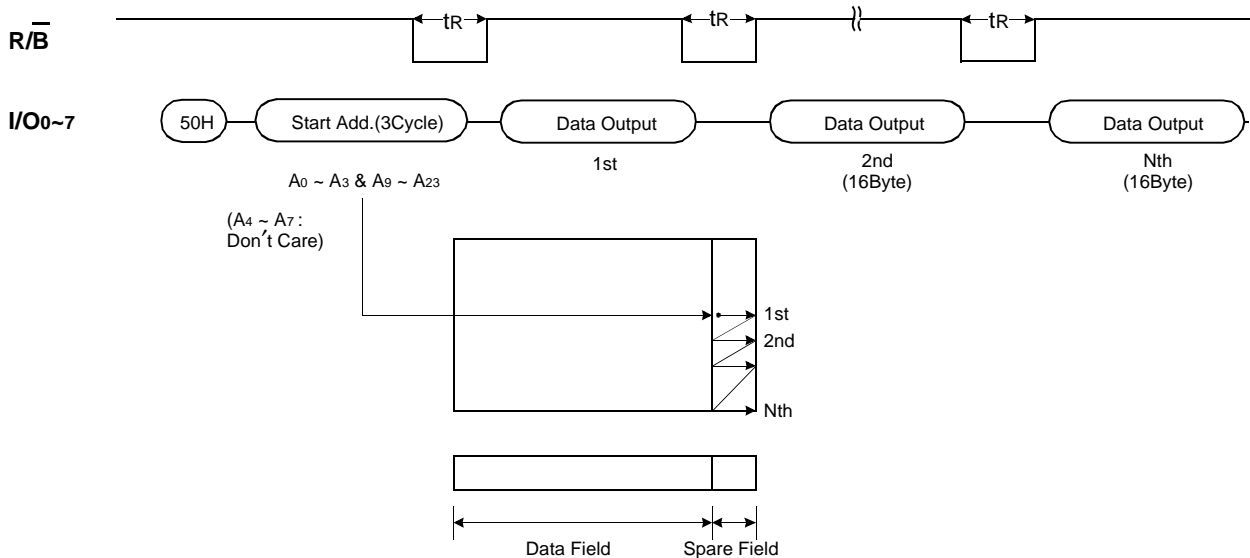 tR tR tR
R/B
I/O0~7 50H Start Add.(3Cycle) Data Output Data Output Data Output
1st 2nd Nth
(16Byte) (16Byte)
A0 ~ A3 & A9 ~ A23
(A4 ~ A7 :
Don't Care)
1st
2nd
Nth
Data Field Spare Field